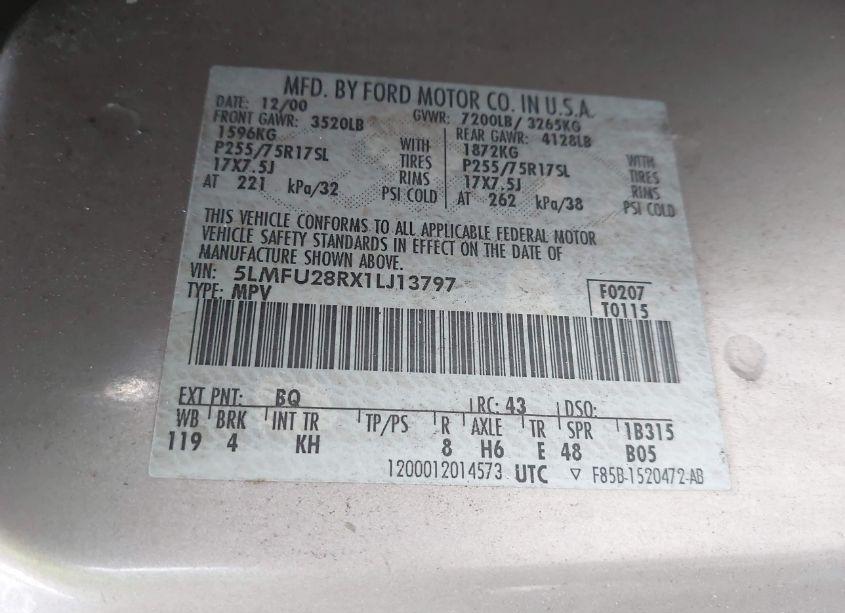 MFD. BY FORD MOTOR CO. IN U.S.A.
DATE: 12/00 GVWR: 7200LB/ 3265KG
FRONT GAWR: 3520LB REAR GAWR: 4128LB
1596KG WITH 1872KG WITH
P255/75R17SL TIRES P255/75R17SL TIRES
17X7.5J RIMS 17X7.5J RIMS
AT 221 kPa/32 PSI COLD AT 262 kPa/38 PSI COLD
THIS VEHICLE CONFORMS TO ALL APPLICABLE FEDERAL MOTOR
VEHICLE SAFETY STANDARDS IN EFFECT ON THE DATE OF
MANUFACTURE SHOWN ABOVE.
VIN: 5LMFU28RX1LJ13797 F0207
TYPE: MPV T0115
EXT PNT: BQ RC: 43 DSO:
WB BRK INT TR TP/PS R AXLE TR SPR 1B315
119 4 KH 8 H6 E 48 B05
1200012014573 UTC ▽ F85B-1520472-AB